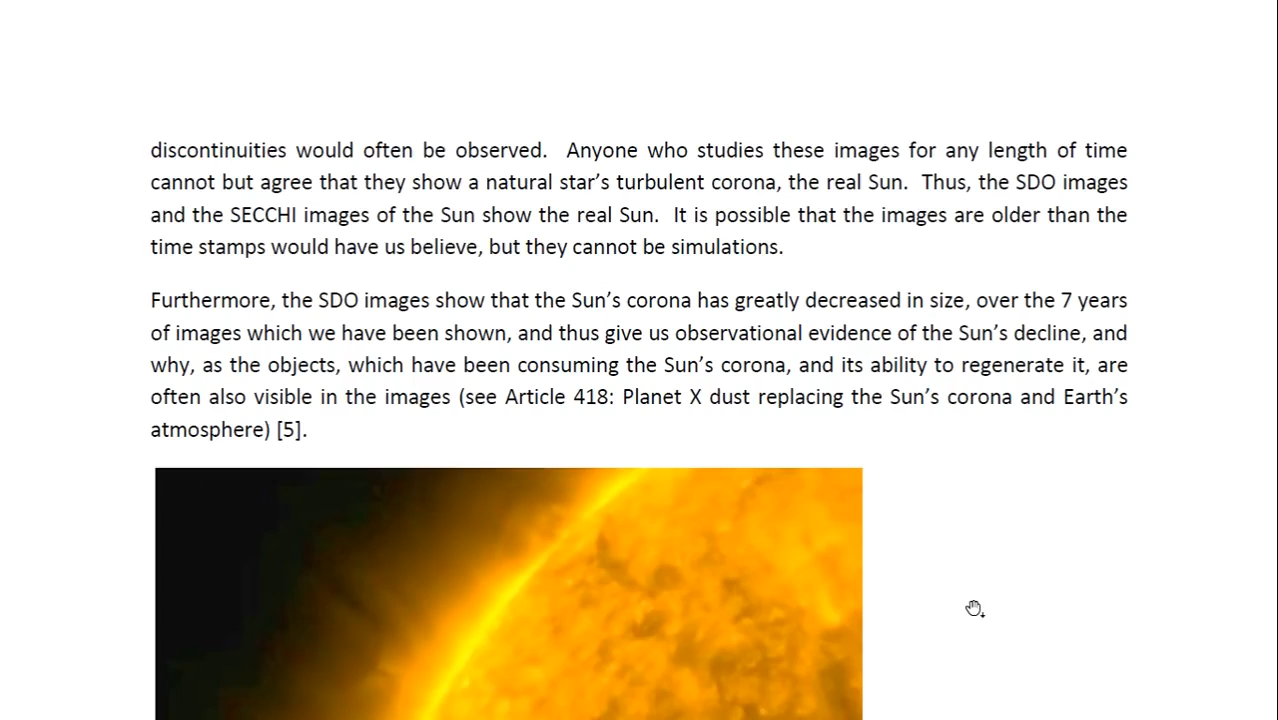 discontinuities would often be observed.  Anyone who studies these images for any length of time
cannot but agree that they show a natural star’s turbulent corona, the real Sun.  Thus, the SDO images
and the SECCHI images of the Sun show the real Sun.  It is possible that the images are older than the
time stamps would have us believe, but they cannot be simulations.
Furthermore, the SDO images show that the Sun’s corona has greatly decreased in size, over the 7 years
of images which we have been shown, and thus give us observational evidence of the Sun’s decline, and
why, as the objects, which have been consuming the Sun’s corona, and its ability to regenerate it, are
often also visible in the images (see Article 418: Planet X dust replacing the Sun’s corona and Earth’s
atmosphere) [5].